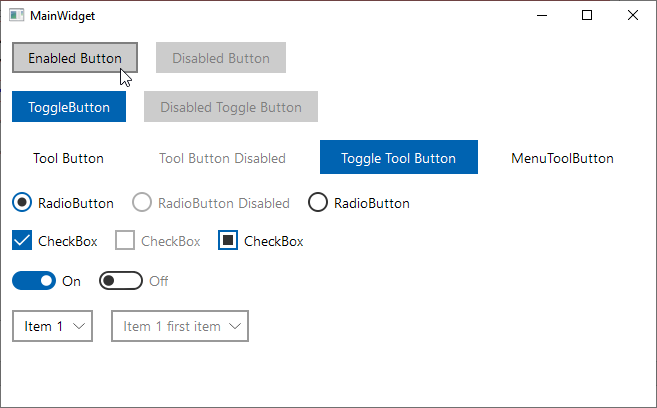 MainWidget
Enabled Button Disabled Button
ToggleButton Disabled Toggle Button
Tool Button Tool Button Disabled Toggle Tool Button MenuToolButton
RadioButton RadioButton Disabled RadioButton
CheckBox CheckBox CheckBox
On Off
Item 1 Item 1 first item